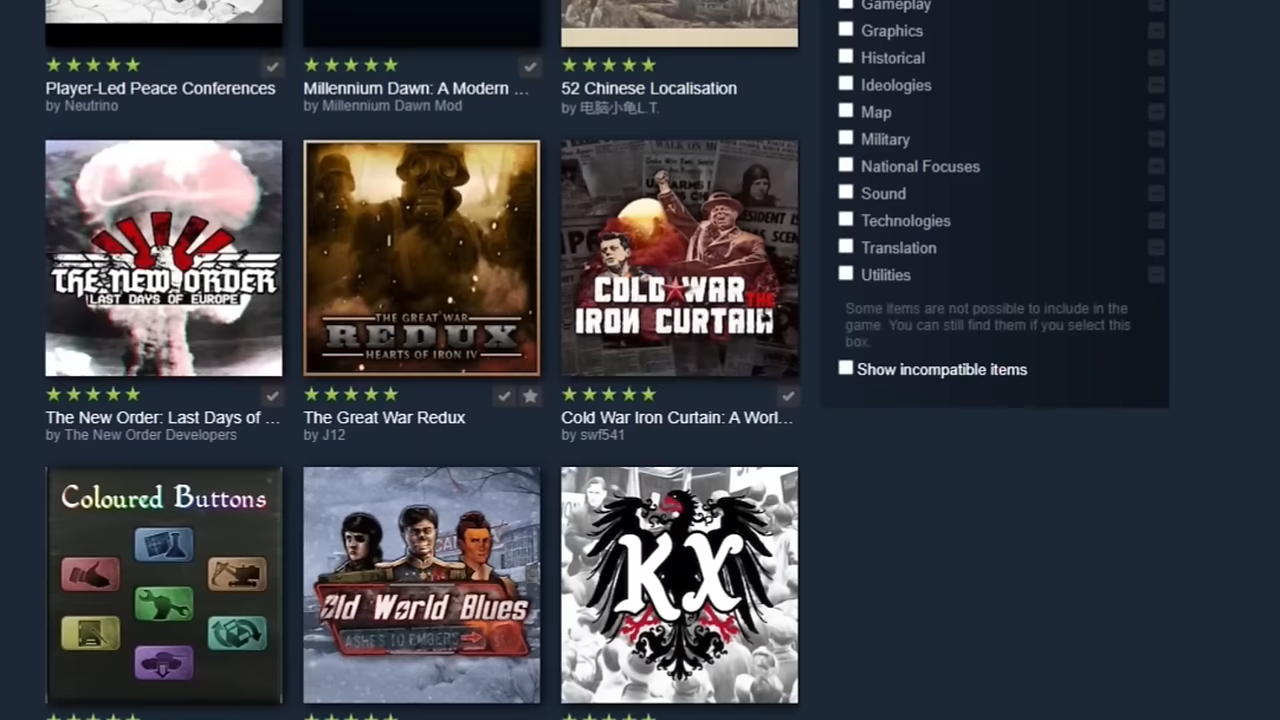 Player-Led Peace Conferences
by Neutrino
Millennium Dawn: A Modern ...
by Millennium Dawn Mod
52 Chinese Localisation
by 电脑小龟L.T.
THE NEW ORDER
LAST DAYS OF EUROPE
The New Order: Last Days of ...
by The New Order Developers
THE GREAT WAR
REDUX
HEARTS OF IRON IV
The Great War Redux
by J12
COLD WAR
THE
IRON CURTAIN
Cold War Iron Curtain: A Worl...
by swf541
Coloured Buttons
Old World Blues
ASHES TO EMBERS
KX
Gameplay
Graphics
Historical
Ideologies
Map
Military
National Focuses
Sound
Technologies
Translation
Utilities
Some items are not possible to include in the
game. You can still find them if you select this
box.
Show incompatible items